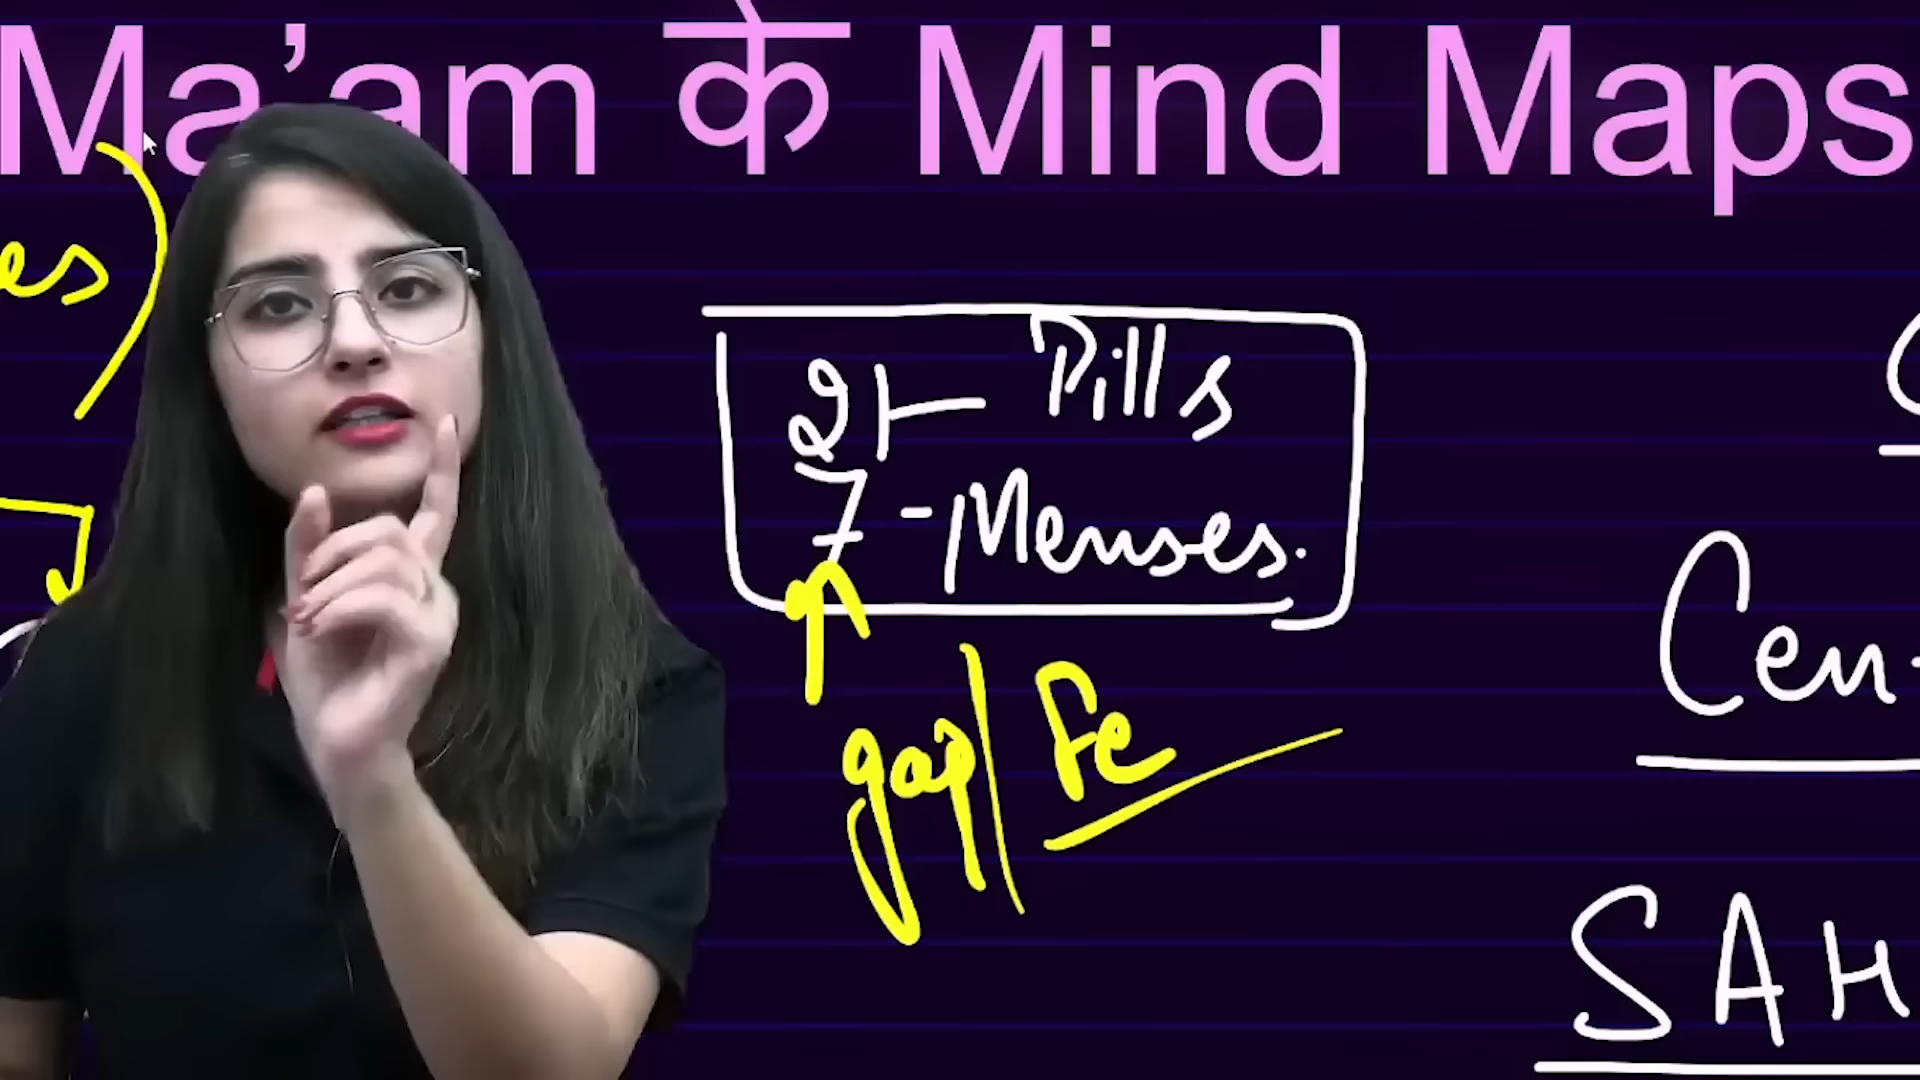 Ma’am के Mind Maps
es)
21- Pills
7 - Menses.
gap/Fe
Cen
SAH